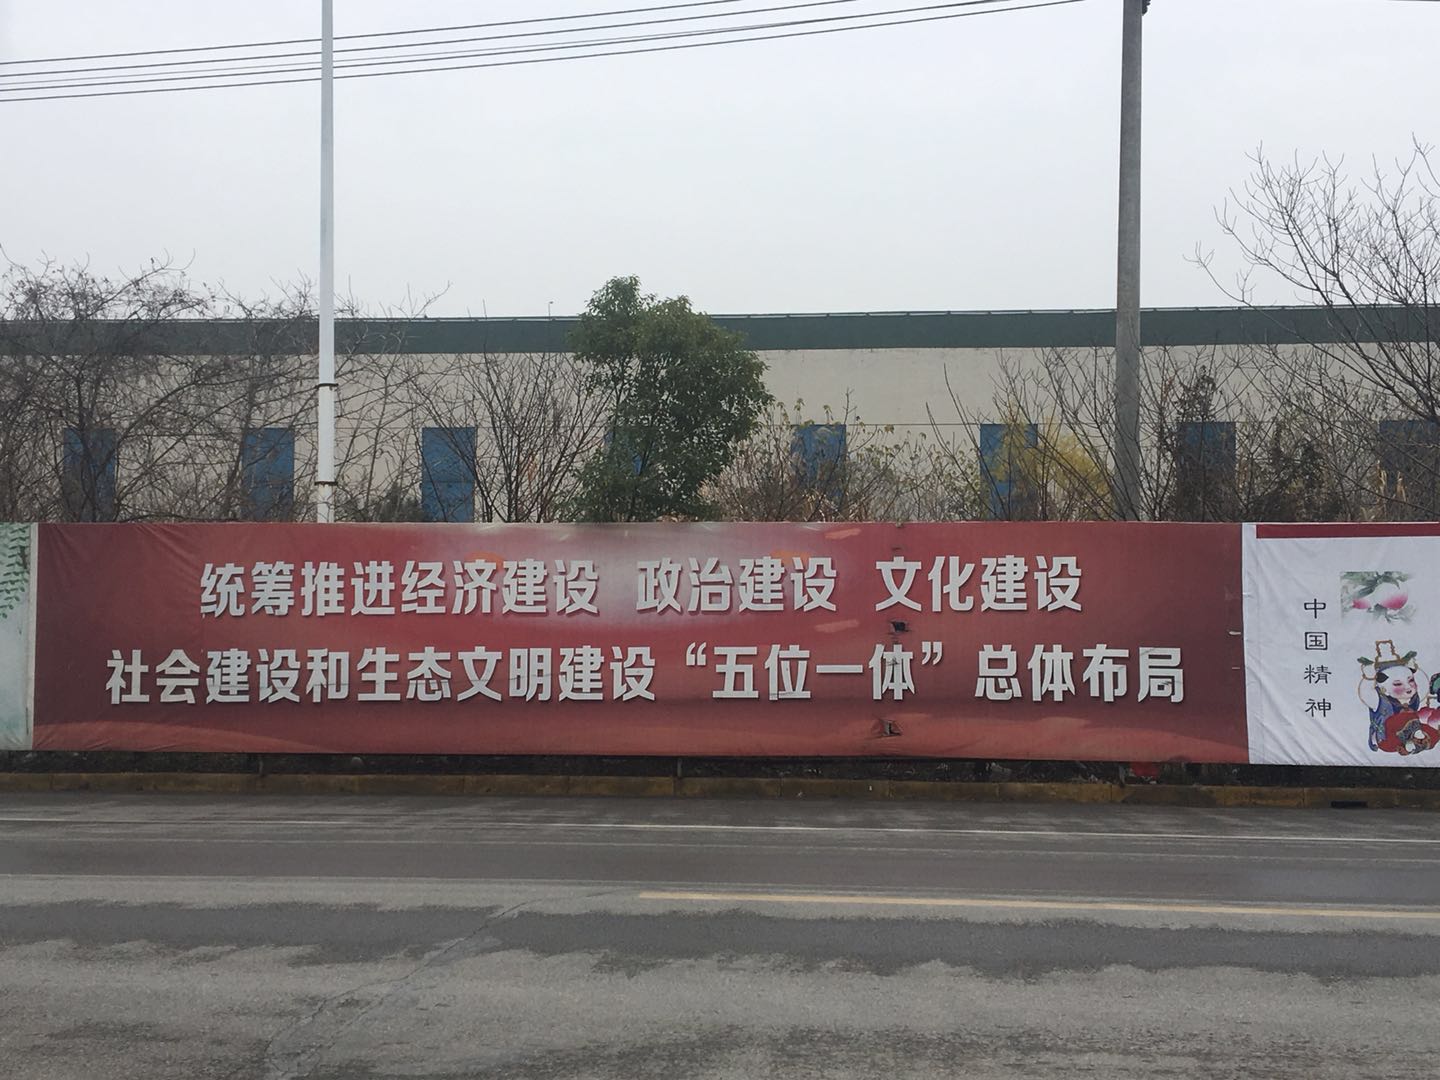 统筹推进经济建设 政治建设 文化建设
社会建设和生态文明建设“五位一体”总体布局
中国精神